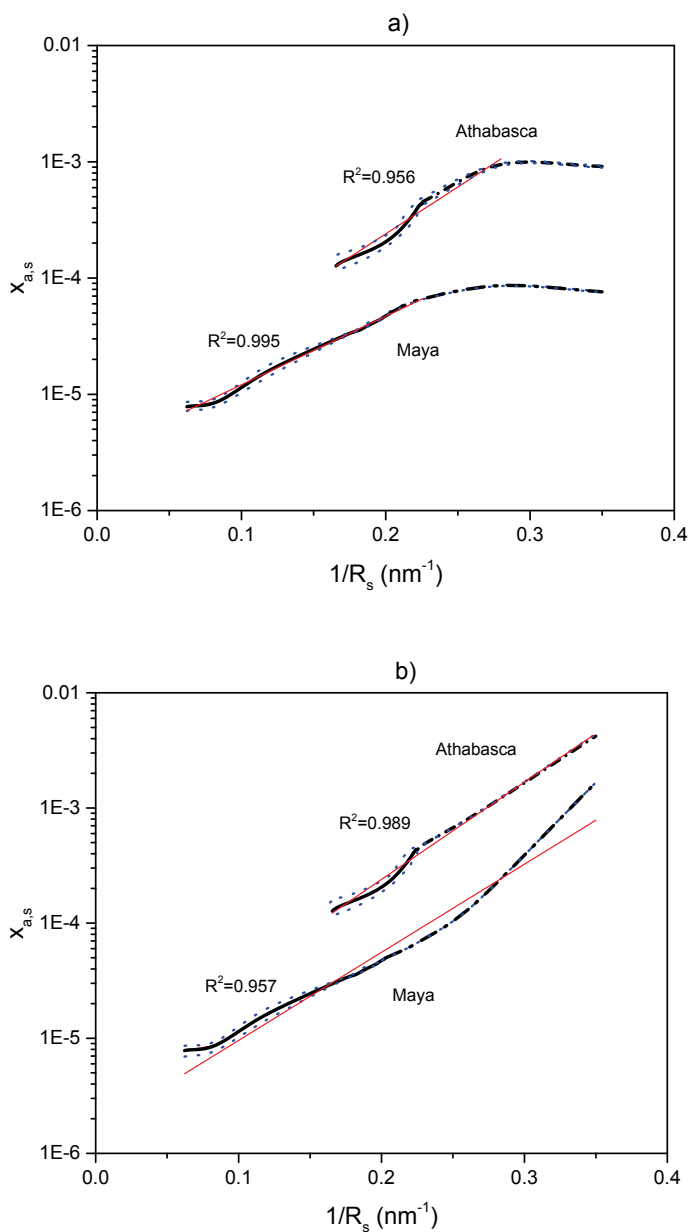 a)
0.01
Athabasca
1E-3
R²=0.956
x_{a,s}
1E-4
R²=0.995
Maya
1E-5
1E-6
0.0 0.1 0.2 0.3 0.4
1/R_s (nm⁻¹)
b)
0.01
Athabasca
1E-3
R²=0.989
x_{a,s}
1E-4
R²=0.957
Maya
1E-5
1E-6
0.0 0.1 0.2 0.3 0.4
1/R_s (nm⁻¹)